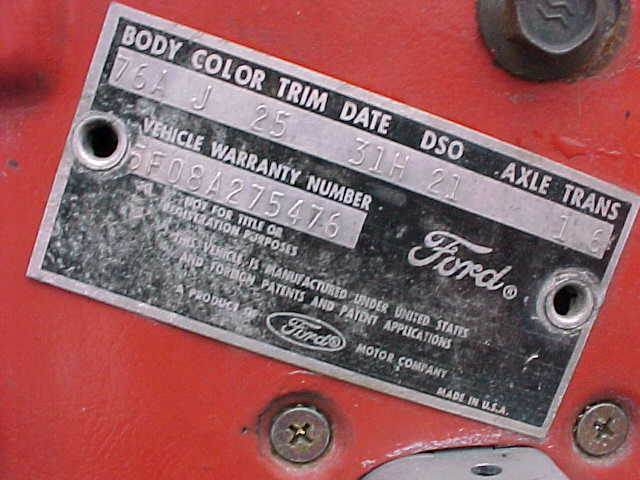 BODY COLOR TRIM DATE DSO AXLE TRANS
76A J 25 31H 21 1 6
VEHICLE WARRANTY NUMBER
5F08A275476
NOT FOR TITLE OR
REGISTRATION PURPOSES
Ford®
THIS VEHICLE IS MANUFACTURED UNDER UNITED STATES
AND FOREIGN PATENTS AND PATENT APPLICATIONS
A PRODUCT OF Ford® MOTOR COMPANY
MADE IN U.S.A.